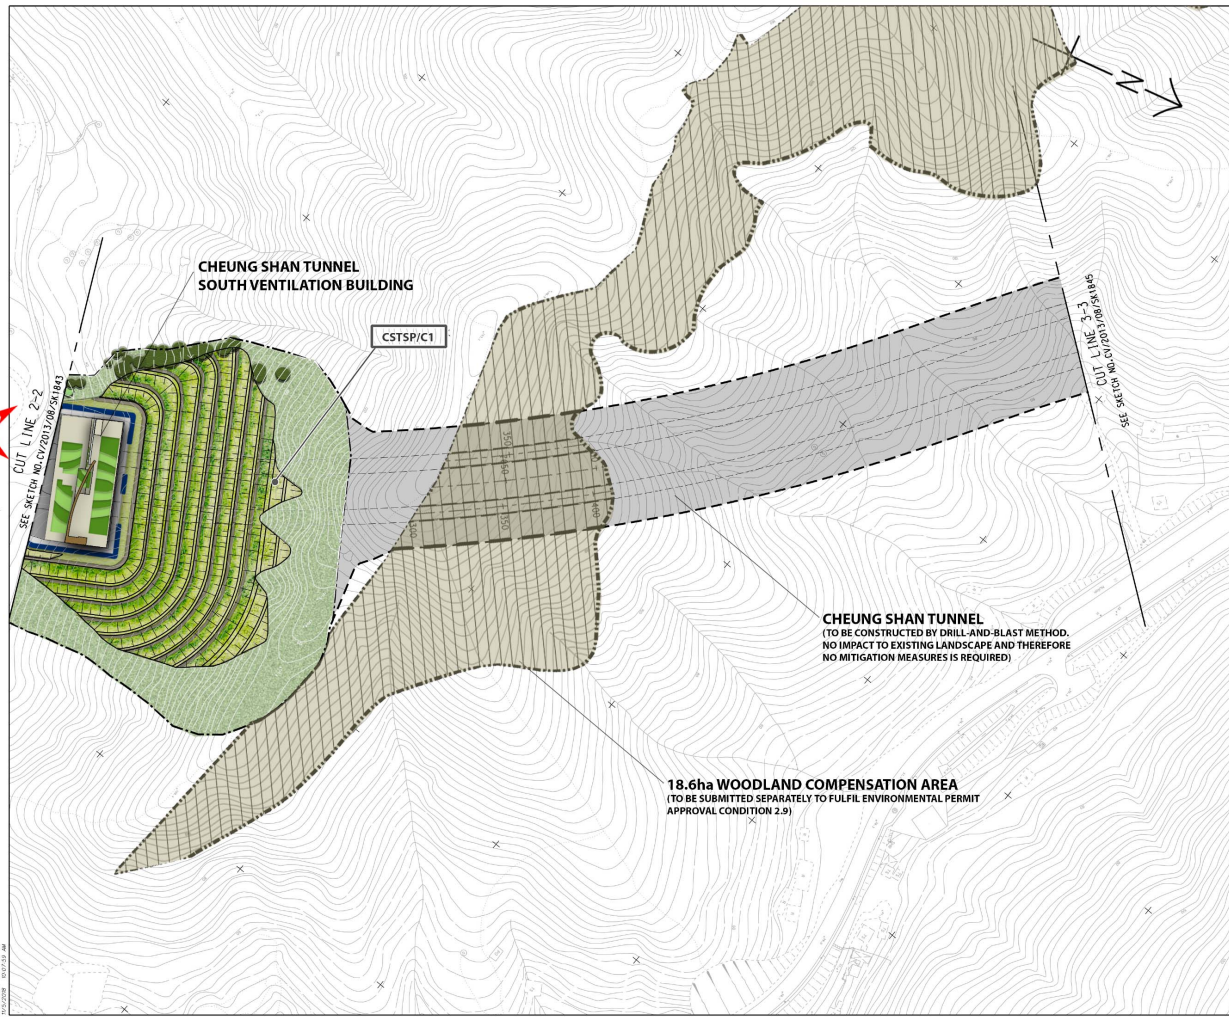 N
CHEUNG SHAN TUNNEL
SOUTH VENTILATION BUILDING
CSTSP/C1
CUT LINE 2-2
SEE SKETCH NO.CV/2013/08/SK1843
CUT LINE 3-3
SEE SKETCH NO.CV/2013/08/SK1845
CHEUNG SHAN TUNNEL
(TO BE CONSTRUCTED BY DRILL-AND-BLAST METHOD.
NO IMPACT TO EXISTING LANDSCAPE AND THEREFORE
NO MITIGATION MEASURES IS REQUIRED)
18.6ha WOODLAND COMPENSATION AREA
(TO BE SUBMITTED SEPARATELY TO FULFIL ENVIRONMENTAL PERMIT
APPROVAL CONDITION 2.9)